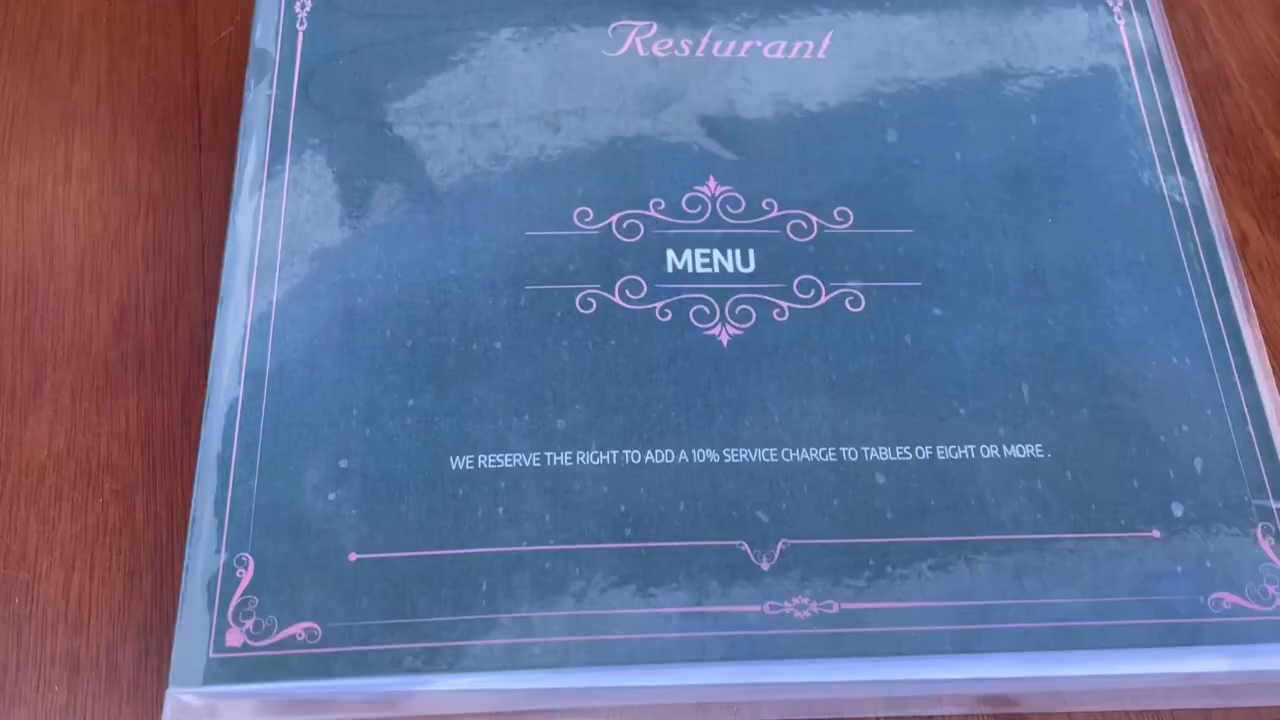 Resturant
MENU
WE RESERVE THE RIGHT TO ADD A 10% SERVICE CHARGE TO TABLES OF EIGHT OR MORE .